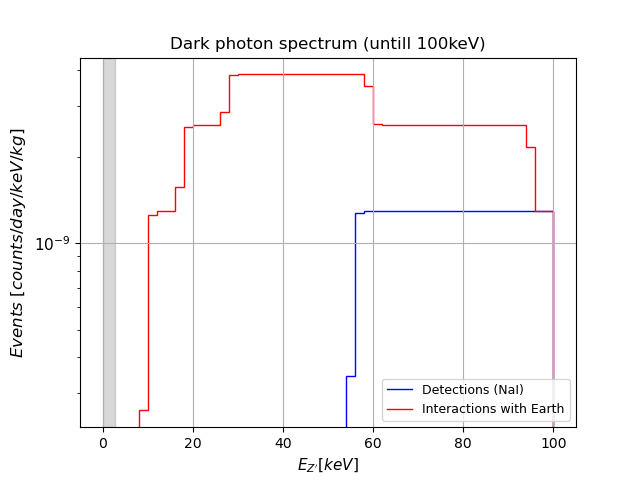 Dark photon spectrum (untill 100keV)
Events [counts/day/keV/kg]
10⁻⁹
0 20 40 60 80 100
E_{Z'}[keV]
Detections (NaI)
Interactions with Earth